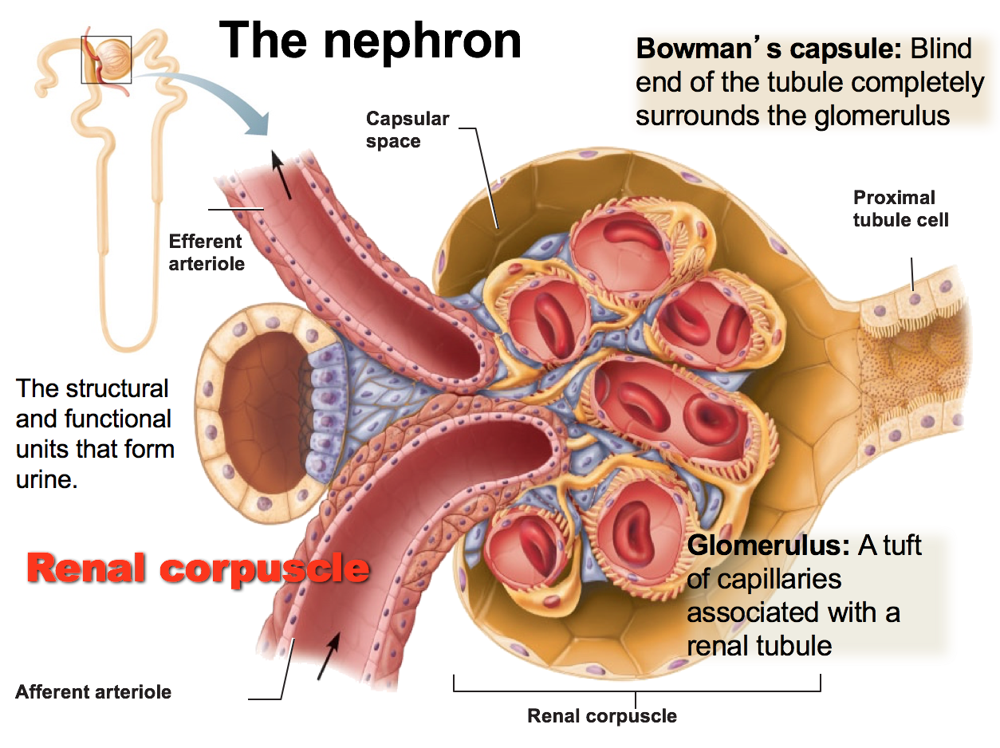 The nephron
Bowman’s capsule: Blind
end of the tubule completely
surrounds the glomerulus
Capsular
space
Proximal
tubule cell
Efferent
arteriole
The structural
and functional
units that form
urine.
Renal corpuscle
Glomerulus: A tuft
of capillaries
associated with a
renal tubule
Afferent arteriole
Renal corpuscle